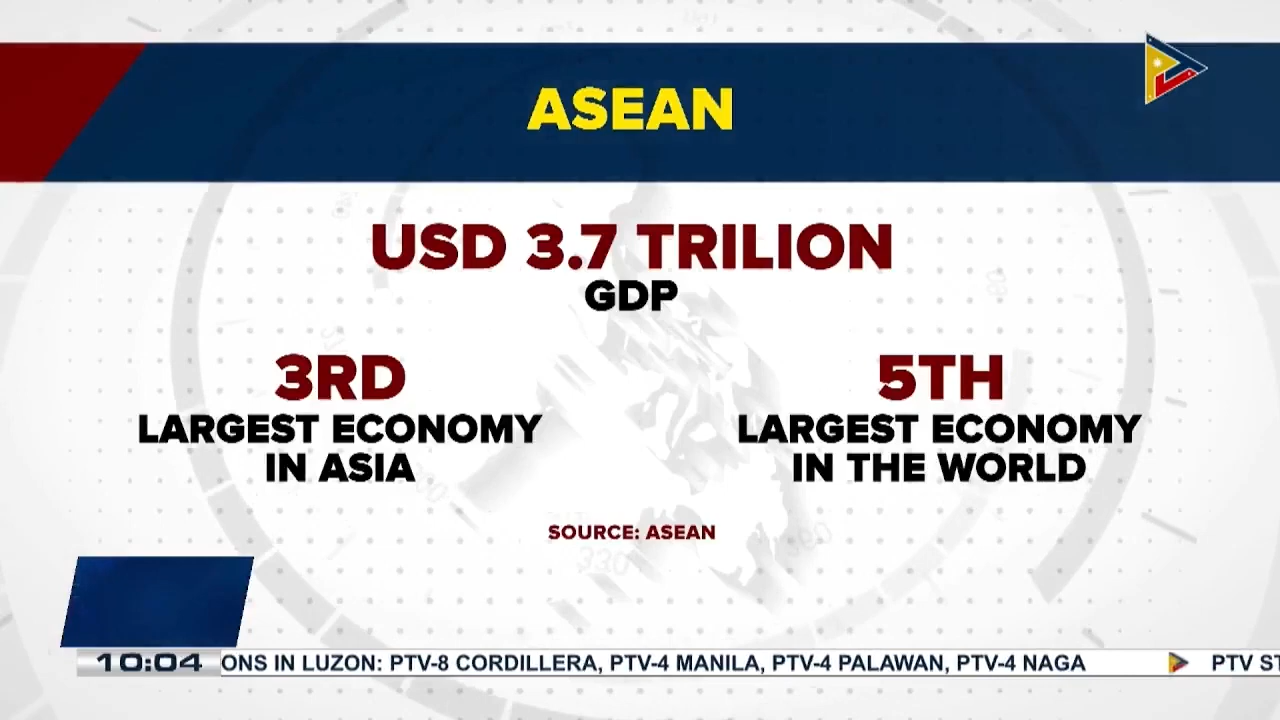 ASEAN
USD 3.7 TRILION
GDP
3RD
LARGEST ECONOMY
IN ASIA
5TH
LARGEST ECONOMY
IN THE WORLD
SOURCE: ASEAN
330
10:04 ONS IN LUZON: PTV-8 CORDILLERA, PTV-4 MANILA, PTV-4 PALAWAN, PTV-4 NAGA PTV ST